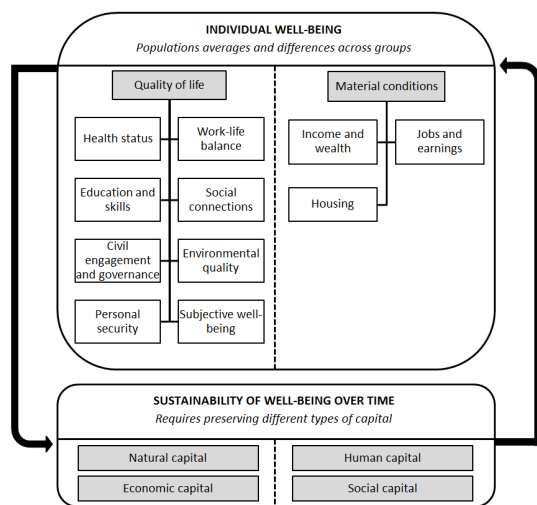 INDIVIDUAL WELL-BEING
Populations averages and differences across groups
Quality of life
Material conditions
Health status
Work-life
balance
Income and
wealth
Jobs and
earnings
Education and
skills
Social
connections
Housing
Civil
engagement
and governance
Environmental
quality
Personal
security
Subjective well-
being
SUSTAINABILITY OF WELL-BEING OVER TIME
Requires preserving different types of capital
Natural capital
Human capital
Economic capital
Social capital